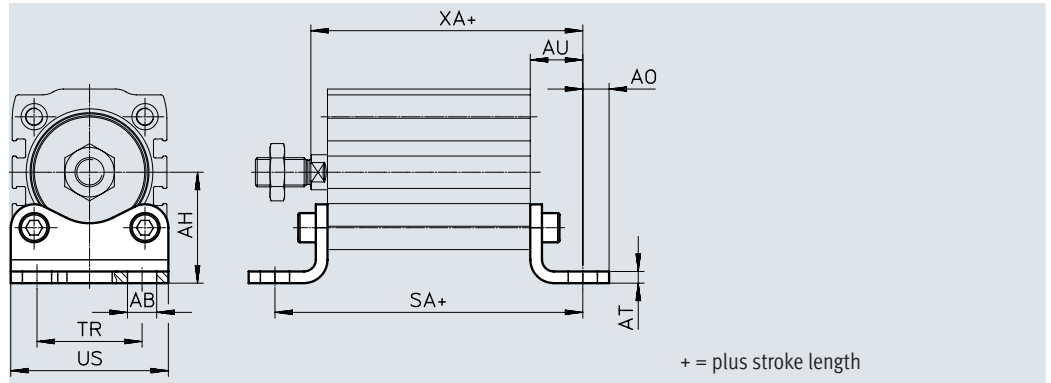 XA+
AU
AO
AH
AB
TR
US
SA+
AT
+ = plus stroke length